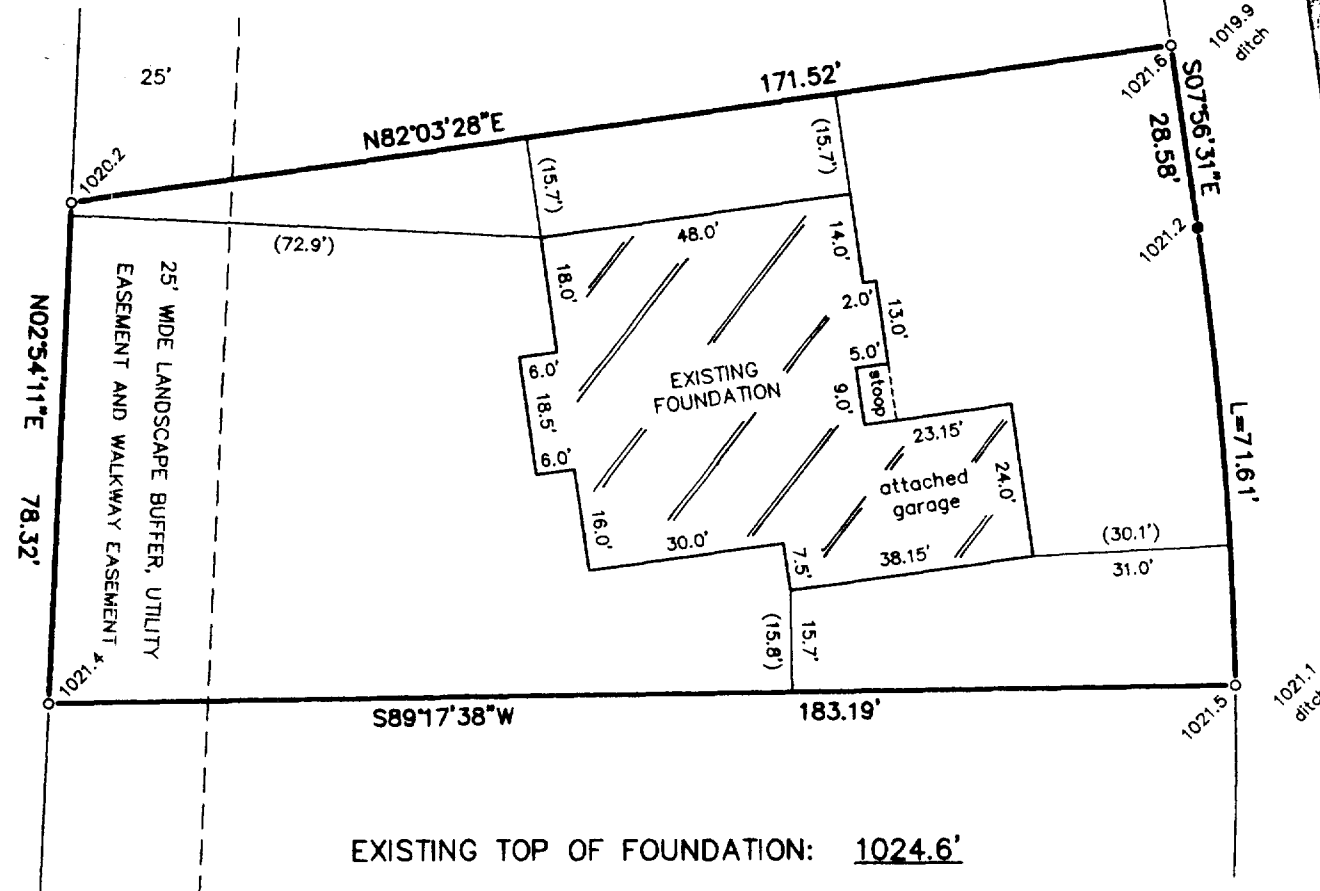 1019.9
ditch
25'
171.52'
1021.6
S07°56'31"E
28.58'
N82°03'28"E
1020.2
(15.7')
(15.7')
(72.9')
48.0'
14.0'
1021.2
18.0'
25' WIDE LANDSCAPE BUFFER, UTILITY
EASEMENT AND WALKWAY EASEMENT
N02°54'11"E
78.32'
2.0'
13.0'
6.0'
5.0'
EXISTING
FOUNDATION
stoop
9.0'
18.5'
23.15'
L=71.61'
6.0'
attached
garage
24.0'
16.0'
30.0'
7.5'
38.15'
(30.1')
31.0'
(15.8')
15.7'
1021.4
S89°17'38"W
183.19'
1021.5
1021.1
ditch
EXISTING TOP OF FOUNDATION: 1024.6'